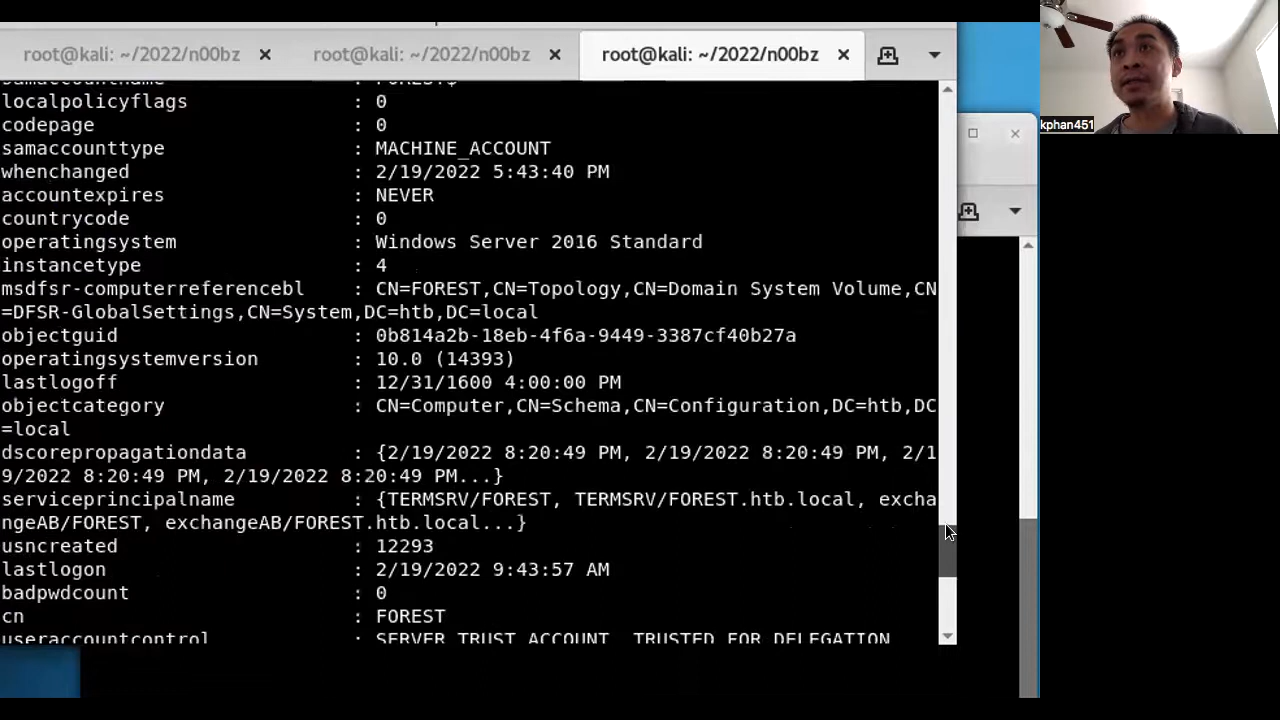 root@kali: ~/2022/n00bz root@kali: ~/2022/n00bz root@kali: ~/2022/n00bz
samaccountname : FOREST$
localpolicyflags : 0
codepage : 0
samaccounttype : MACHINE_ACCOUNT
whenchanged : 2/19/2022 5:43:40 PM
accountexpires : NEVER
countrycode : 0
operatingsystem : Windows Server 2016 Standard
instancetype : 4
msdfsr-computerreferencebl : CN=FOREST,CN=Topology,CN=Domain System Volume,CN
=DFSR-GlobalSettings,CN=System,DC=htb,DC=local
objectguid : 0b814a2b-18eb-4f6a-9449-3387cf40b27a
operatingsystemversion : 10.0 (14393)
lastlogoff : 12/31/1600 4:00:00 PM
objectcategory : CN=Computer,CN=Schema,CN=Configuration,DC=htb,DC
=local
dscorepropagationdata : {2/19/2022 8:20:49 PM, 2/19/2022 8:20:49 PM, 2/1
9/2022 8:20:49 PM, 2/19/2022 8:20:49 PM...}
serviceprincipalname : {TERMSRV/FOREST, TERMSRV/FOREST.htb.local, excha
ngeAB/FOREST, exchangeAB/FOREST.htb.local...}
usncreated : 12293
lastlogon : 2/19/2022 9:43:57 AM
badpwdcount : 0
cn : FOREST
useraccountcontrol : SERVER_TRUST_ACCOUNT, TRUSTED_FOR_DELEGATION
kphan451